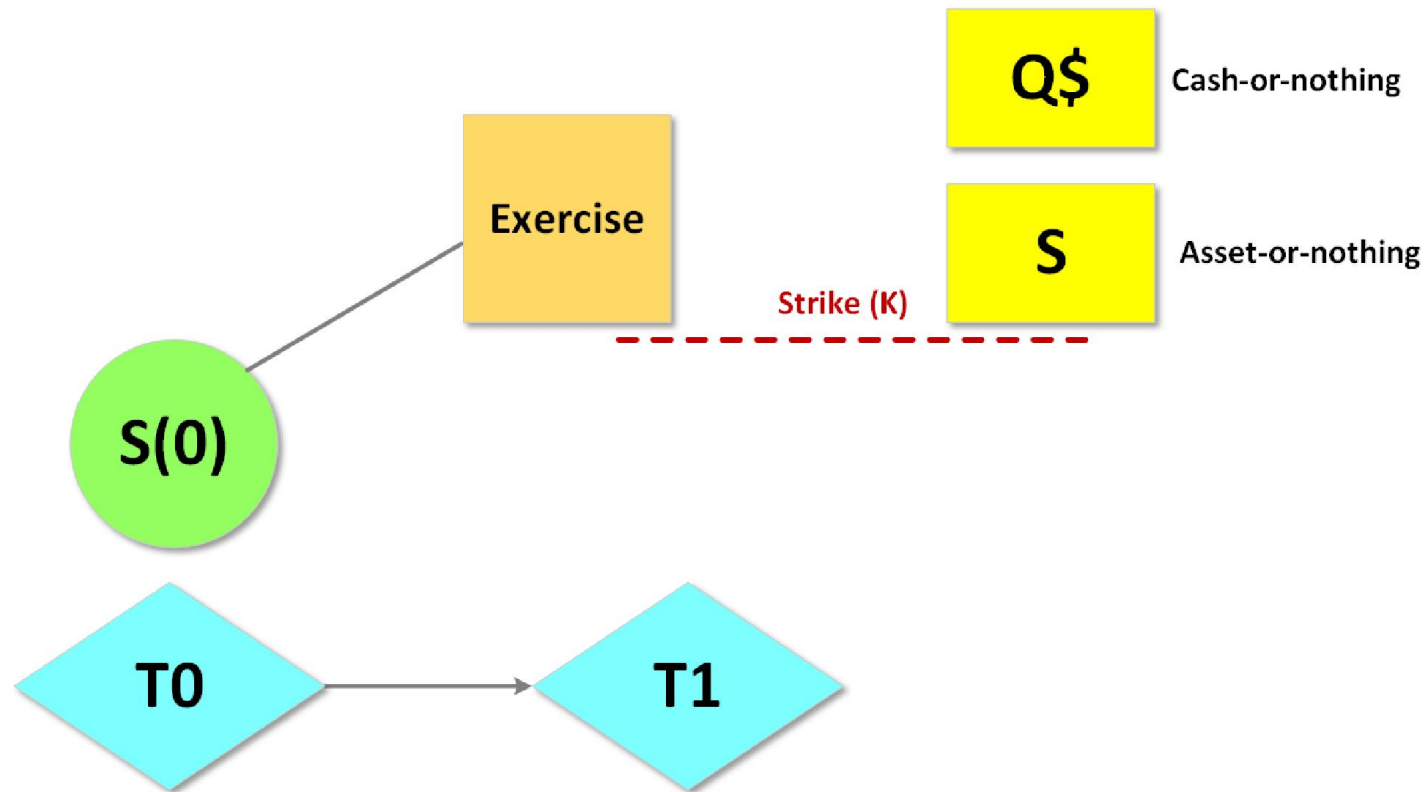 Q$
Cash-or-nothing
Exercise
S
Asset-or-nothing
Strike (K)
S(0)
T0
T1